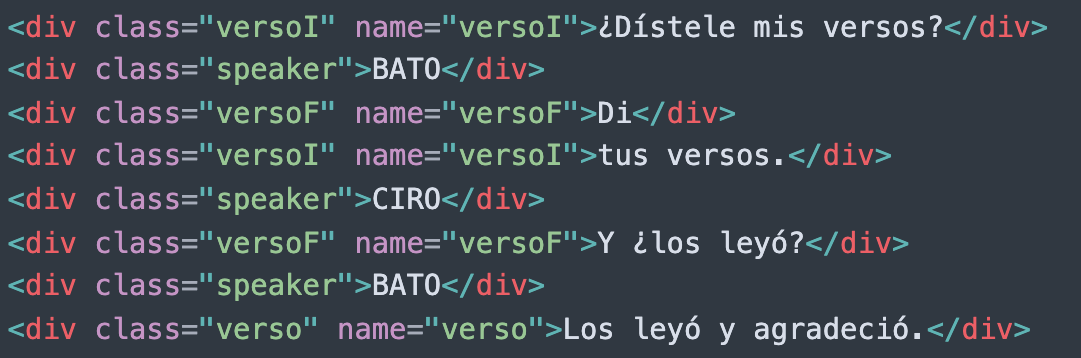 <div class="versoI" name="versoI">¿Dístele mis versos?</div>
<div class="speaker">BATO</div>
<div class="versoF" name="versoF">Di</div>
<div class="versoI" name="versoI">tus versos.</div>
<div class="speaker">CIRO</div>
<div class="versoF" name="versoF">Y ¿los leyó?</div>
<div class="speaker">BATO</div>
<div class="verso" name="verso">Los leyó y agradeció.</div>